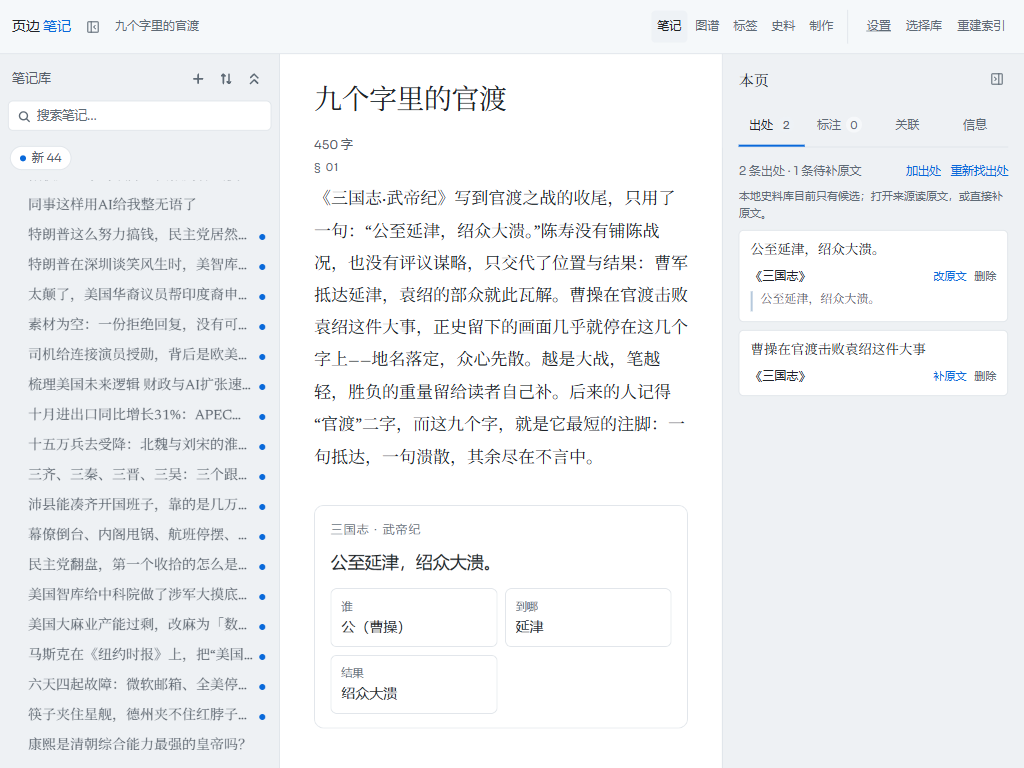 页边 笔记
九个字里的官渡
笔记
图谱
标签
史料
制作
设置
选择库
重建索引
笔记库
搜索笔记...
新 44
同事这样用AI给我整无语了
特朗普这么努力搞钱，民主党居然...
特朗普在深圳谈笑风生时，美智库...
太颠了，美国华裔议员帮印度裔申...
素材为空：一份拒绝回复，没有可...
司机给连接演员授勋，背后是欧美...
梳理美国未来逻辑 财政与AI扩张速...
十月进出口同比增长31%：APEC...
十五万兵去受降：北魏与刘宋的淮...
三齐、三秦、三晋、三吴：三个跟...
沛县能凑齐开国班子，靠的是几万...
幕僚倒台、内阁甩锅、航班停摆、...
民主党翻盘，第一个收拾的怎么是...
美国智库给中科院做了涉军大摸底...
美国大麻业产能过剩，改麻为「数...
马斯克在《纽约时报》上，把“美国...
六天四起故障：微软邮箱、全美停...
筷子夹住星舰，德州夹不住红脖子...
康熙是清朝综合能力最强的皇帝吗?
九个字里的官渡
450 字
§ 01
《三国志·武帝纪》写到官渡之战的收尾，只用了
一句：“公至延津，绍众大溃。”陈寿没有铺陈战
况，也没有评议谋略，只交代了位置与结果：曹军
抵达延津，袁绍的部众就此瓦解。曹操在官渡击败
袁绍这件大事，正史留下的画面几乎就停在这几个
字上——地名落定，众心先散。越是大战，笔越
轻，胜负的重量留给读者自己补。后来的人记得
“官渡”二字，而这九个字，就是它最短的注脚：一
句抵达，一句溃散，其余尽在不言中。
三国志 · 武帝纪
公至延津，绍众大溃。
谁
公（曹操）
到哪
延津
结果
绍众大溃
本页
出处 2
标注 0
关联
信息
2 条出处 · 1 条待补原文
加出处
重新找出处
本地史料库目前只有候选；打开来源读原文，或直接补
原文。
公至延津，绍众大溃。
《三国志》
改原文
删除
公至延津，绍众大溃。
曹操在官渡击败袁绍这件大事
《三国志》
补原文
删除